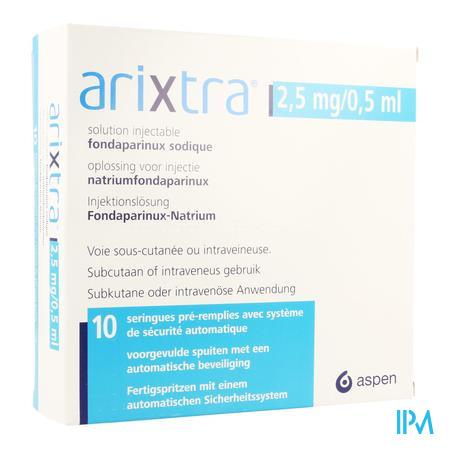 arixtra®
2,5 mg/0,5 ml
solution injectable
fondaparinux sodique
oplossing voor injectie
natriumfondaparinux
Injektionslösung
Fondaparinux-Natrium
Voie sous-cutanée ou intraveineuse.
Subcutaan of intraveneus gebruik
Subkutane oder intravenöse Anwendung
10
seringues pré-remplies avec système
de sécurité automatique
voorgevulde spuiten met een
automatische beveiliging
Fertigspritzen mit einem
automatischen Sicherheitssystem
aspen
arixtra®
2,5 mg/0,5 ml
10
IPM